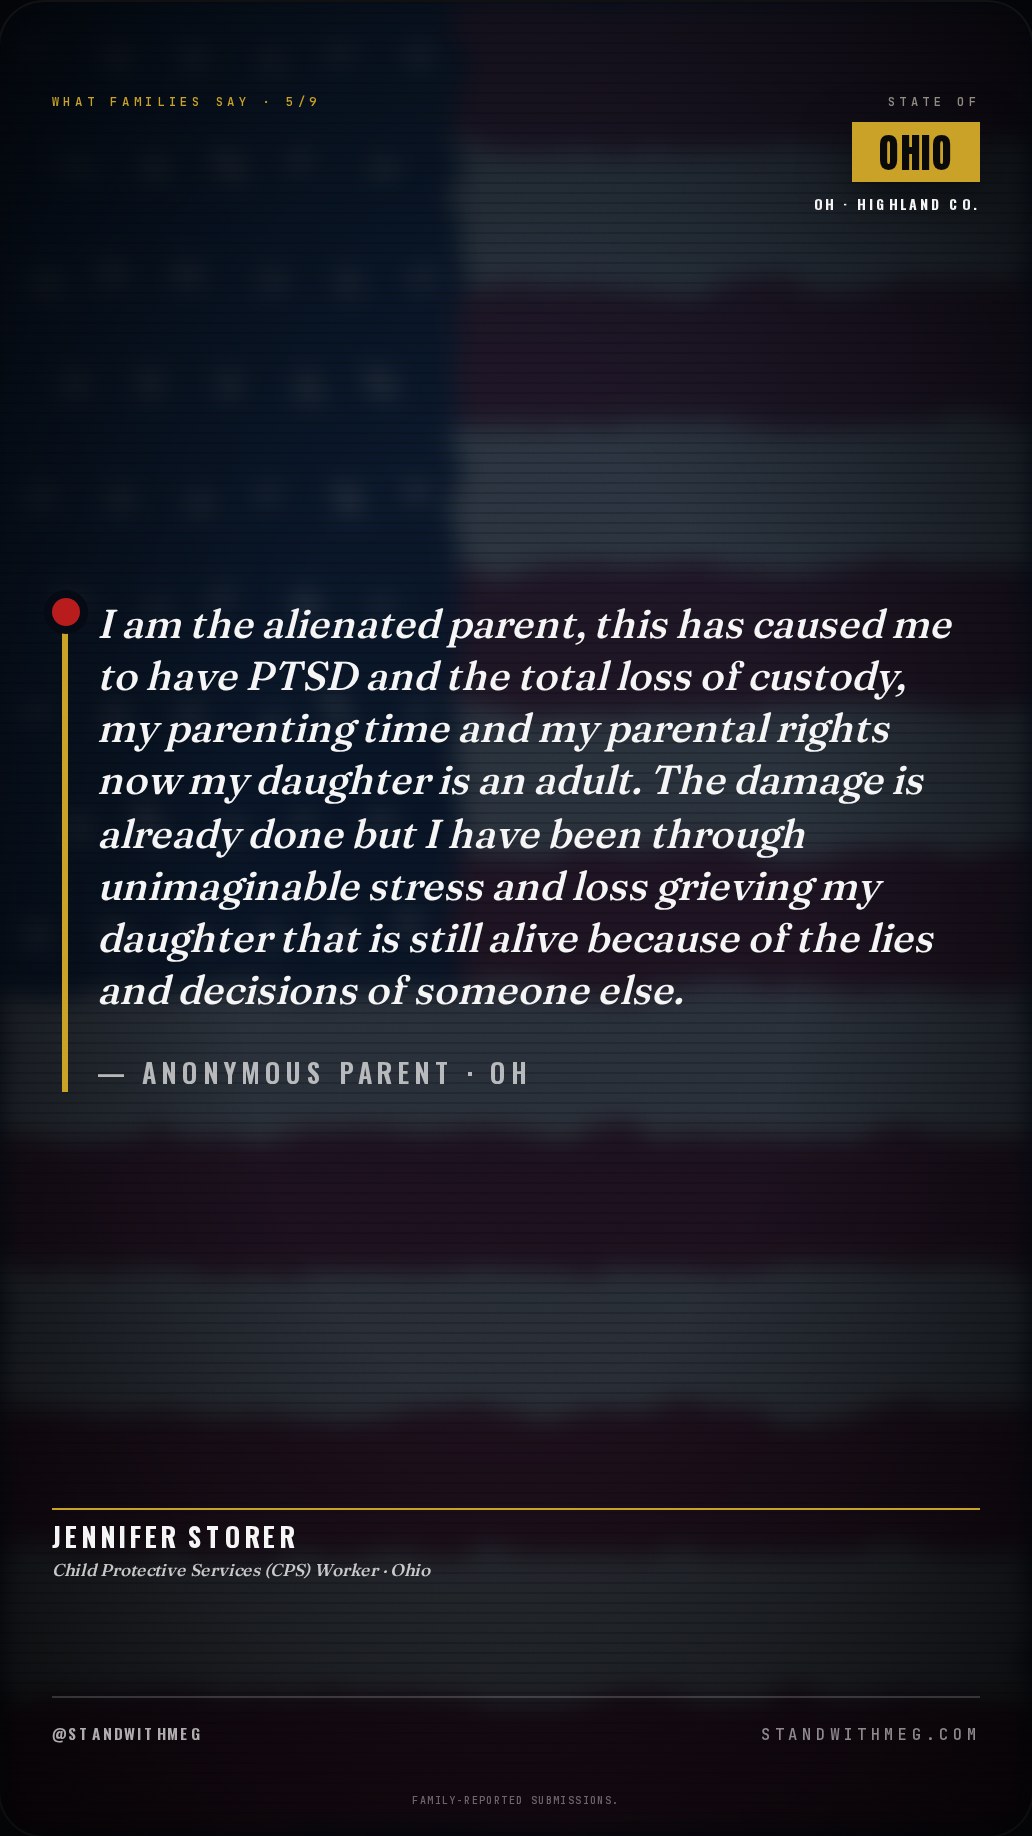 WHAT FAMILIES SAY · 5/9
STATE OF
OHIO
OH · HIGHLAND CO.
I am the alienated parent, this has caused me
to have PTSD and the total loss of custody,
my parenting time and my parental rights
now my daughter is an adult. The damage is
already done but I have been through
unimaginable stress and loss grieving my
daughter that is still alive because of the lies
and decisions of someone else.
— ANONYMOUS PARENT · OH
JENNIFER STORER
Child Protective Services (CPS) Worker · Ohio
@STANDWITHMEG
STANDWITHMEG.COM
FAMILY-REPORTED SUBMISSIONS.